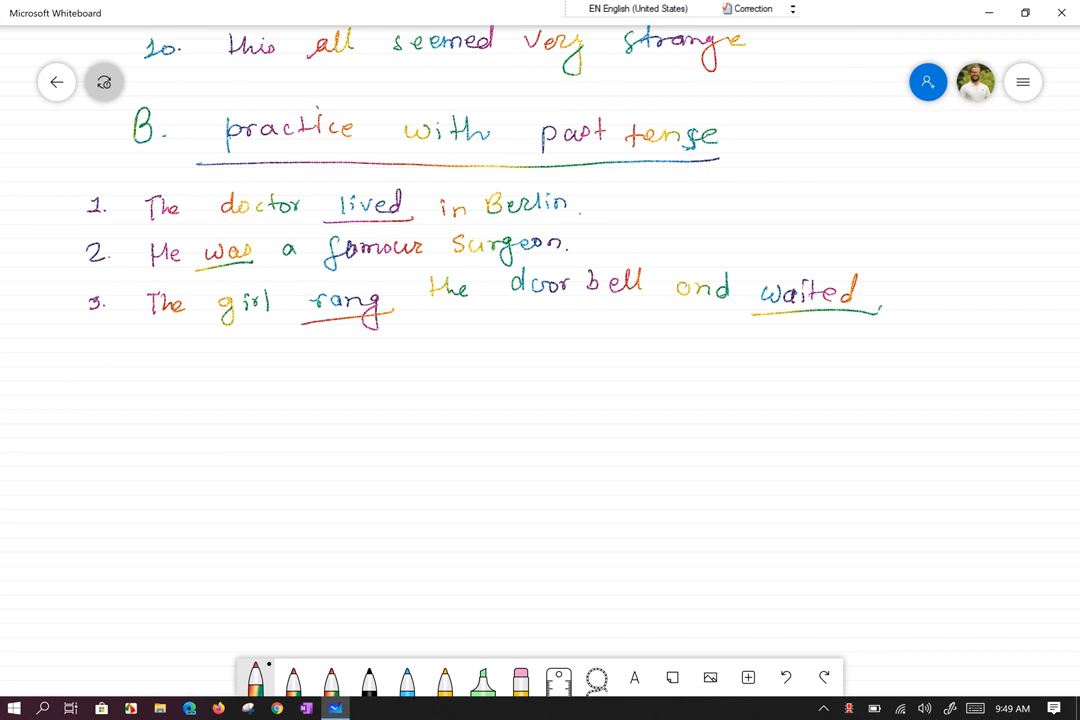 Microsoft Whiteboard
EN English (United States)
Correction
10. this all seemed very strange
B. practice with past tense
1. The doctor lived in Berlin.
2. He was a famour surgeon.
3. The girl rang the door bell and waited.
A
9:49 AM